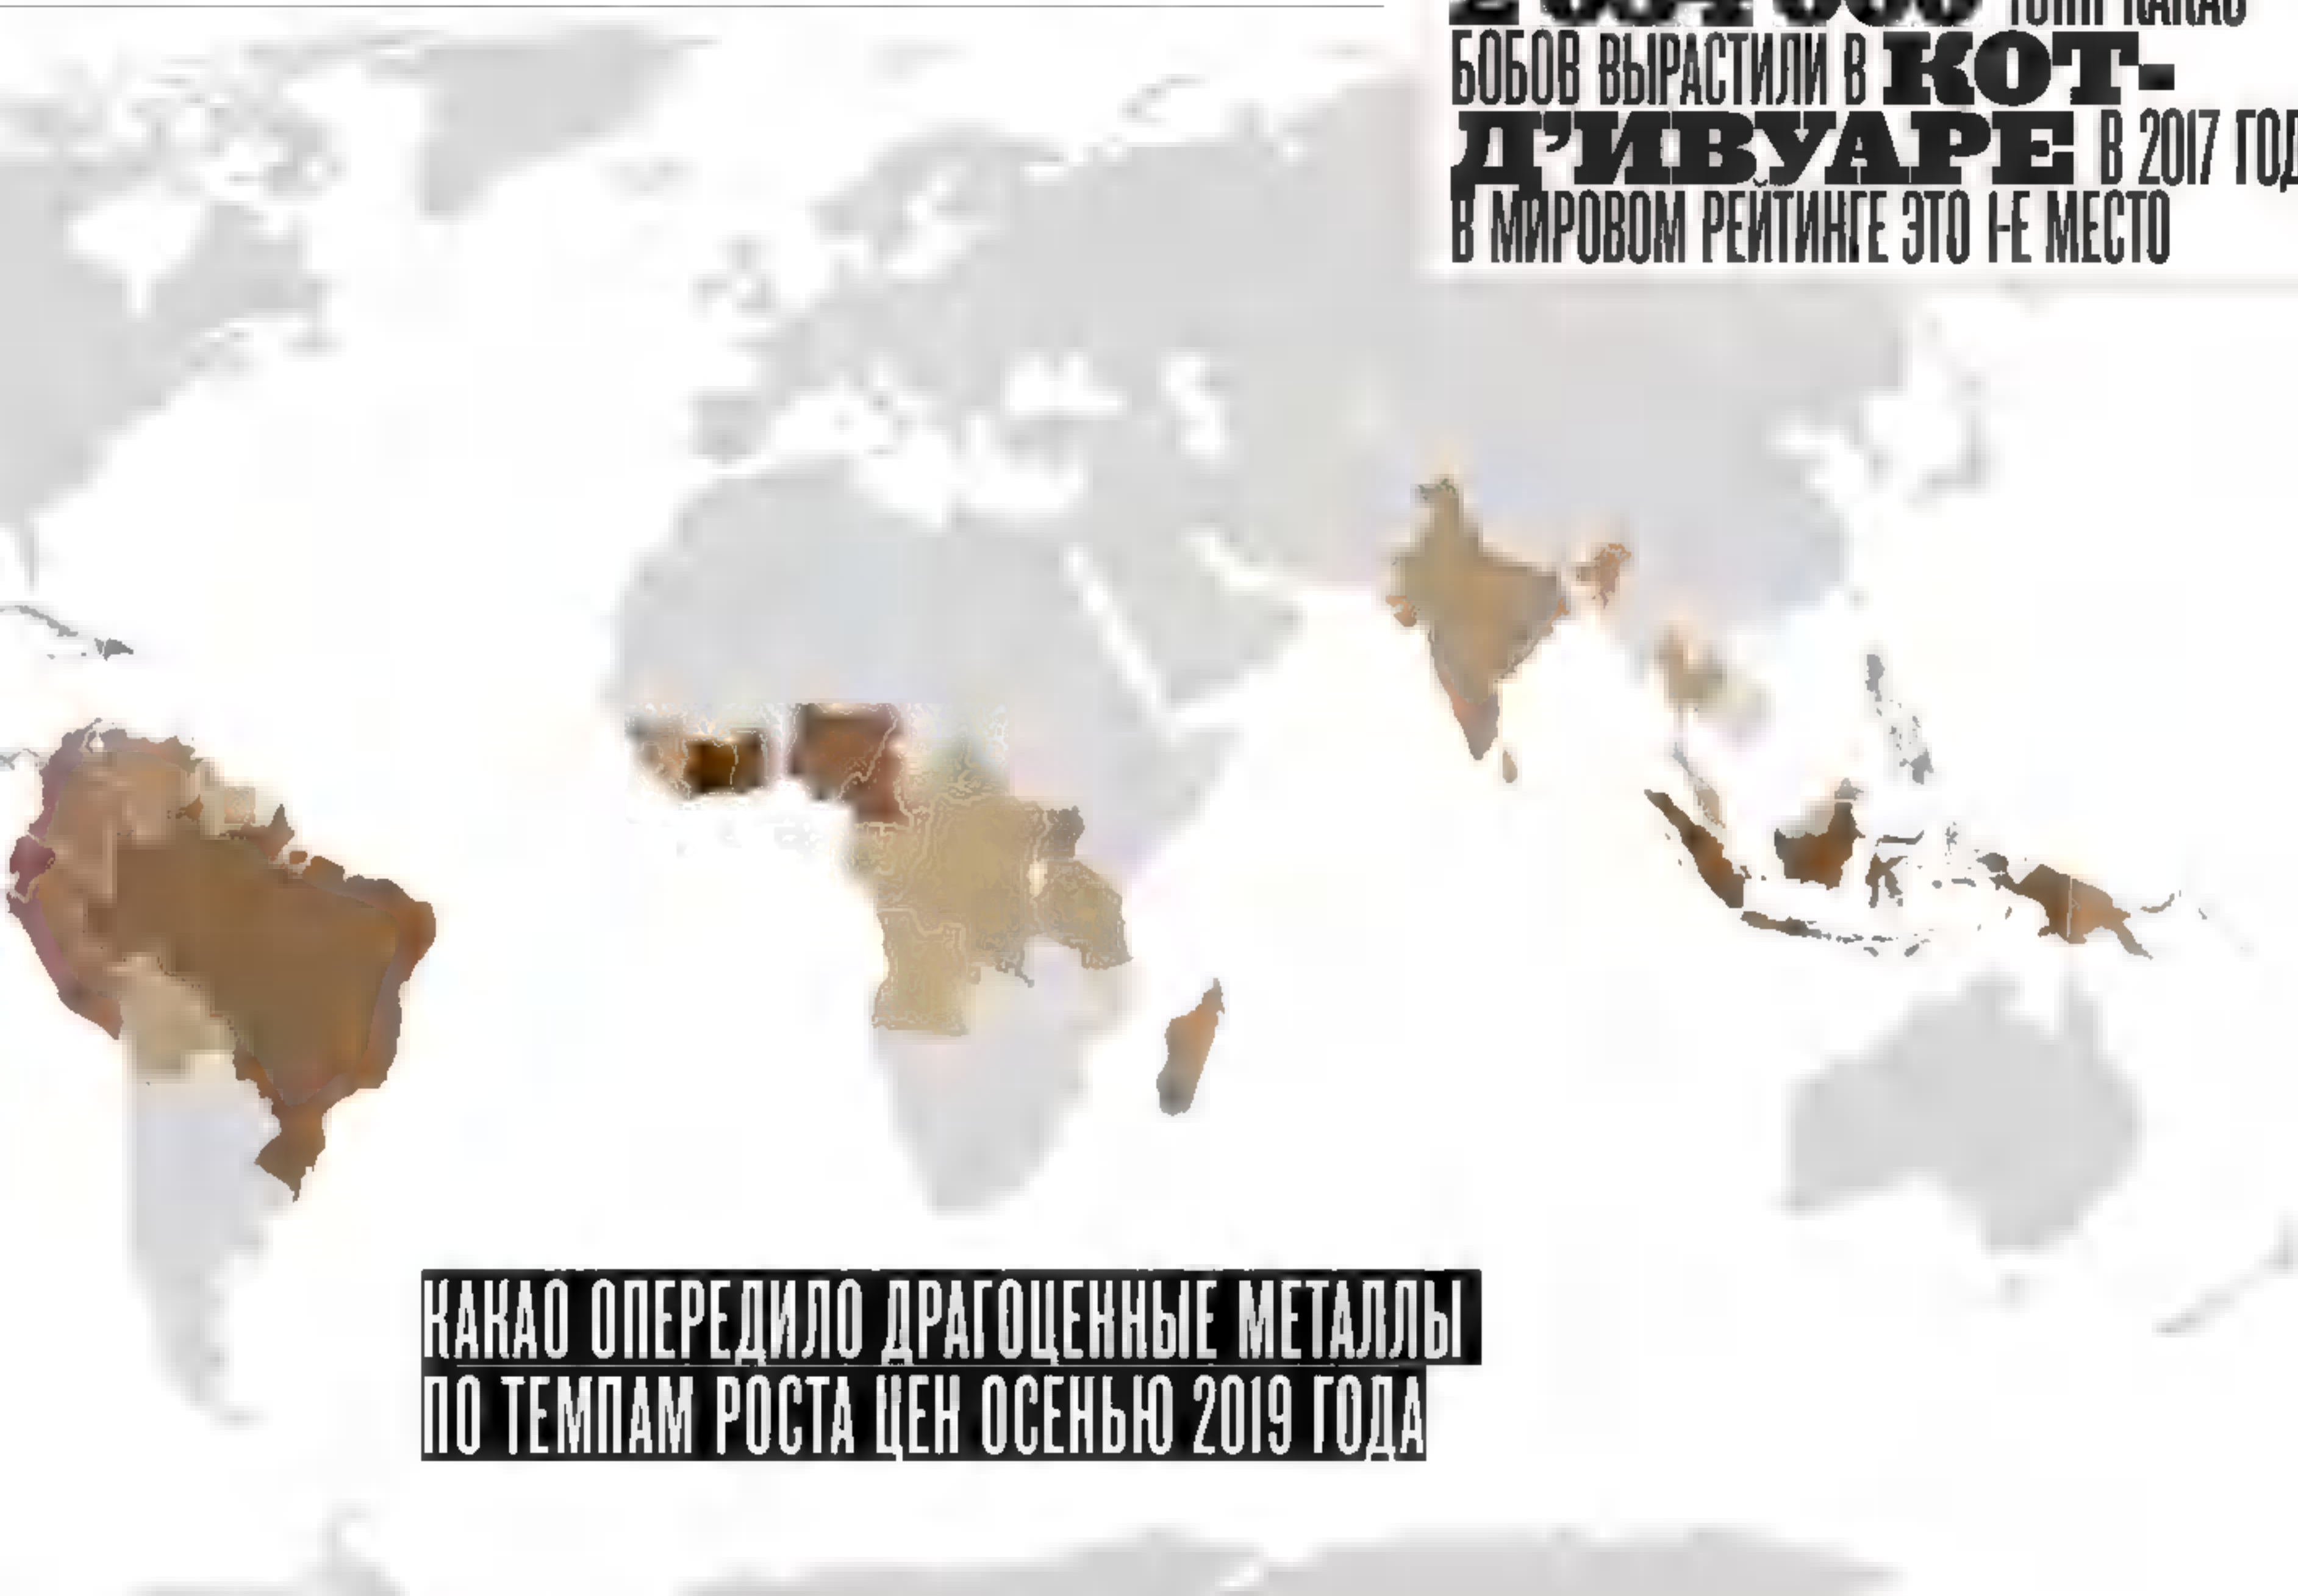 БОБОВ ВЫРАСТИЛИ В КОТ-
Д’ИВУАРЕ В 2017
В МИРОВОМ РЕЙТИНГЕ ЭТО 1-Е МЕСТО
КАКАО ОПЕРЕДИЛО ДРАГОЦЕННЫЕ МЕТАЛЛЫ
ПО ТЕМПАМ РОСТА ЦЕН ОСЕНЬЮ 2019 ГОДА